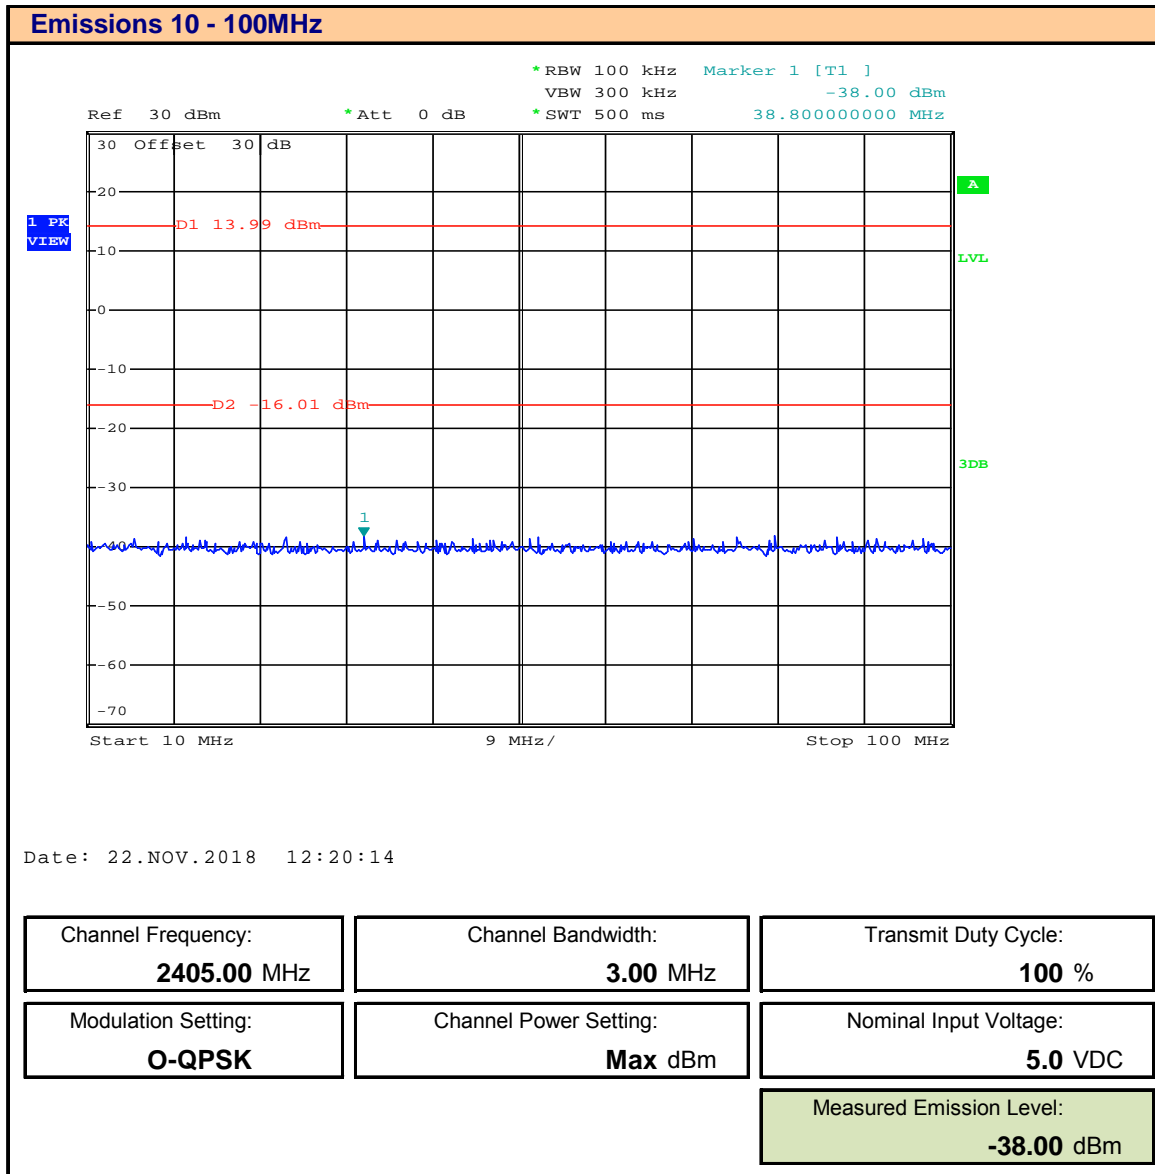 Emissions 10 - 100MHz
*RBW 100 kHz Marker 1 [T1 ]
VBW 300 kHz -38.00 dBm
Ref 30 dBm *Att 0 dB *SWT 500 ms 38.800000000 MHz
30 Offset 30 dB
A
-20
1 PK
VIEW
D1 13.99 dBm
-10
LVL
-0
-10
D2 -16.01 dBm
-20
3DB
-30
1
-40
-50
-60
-70
Start 10 MHz 9 MHz/ Stop 100 MHz
Date: 22.NOV.2018 12:20:14
Channel Frequency: Channel Bandwidth: Transmit Duty Cycle:
2405.00 MHz 3.00 MHz 100 %
Modulation Setting: Channel Power Setting: Nominal Input Voltage:
O-QPSK Max dBm 5.0 VDC
Measured Emission Level:
-38.00 dBm